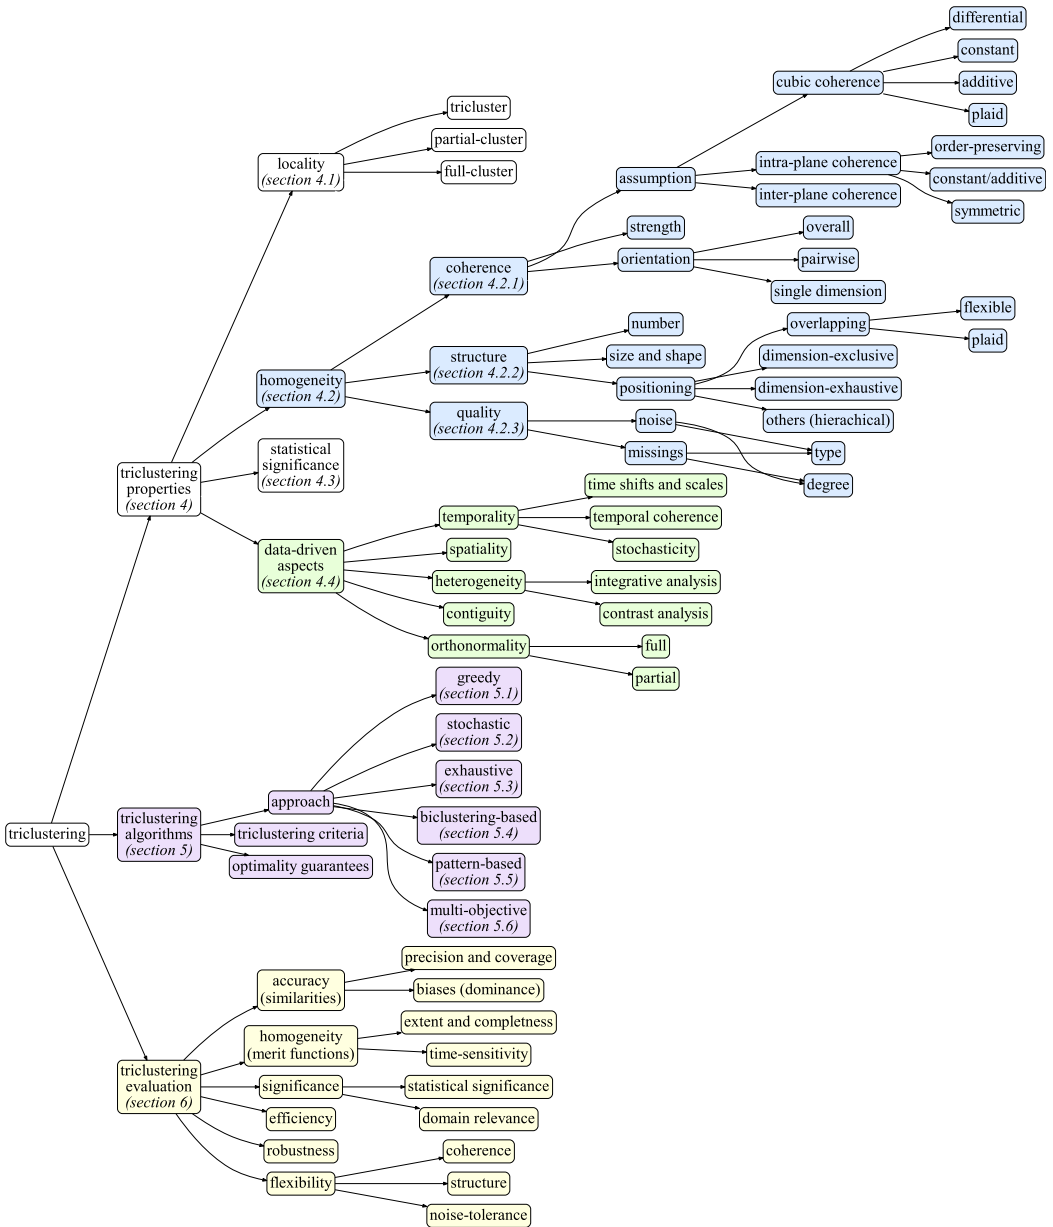 differential
constant
cubic coherence
additive
tricluster
plaid
partial-cluster
order-preserving
locality
(section 4.1)
full-cluster
intra-plane coherence
assumption
constant/additive
inter-plane coherence
symmetric
strength
overall
coherence
(section 4.2.1)
orientation
pairwise
single dimension
flexible
number
overlapping
plaid
structure
(section 4.2.2)
size and shape
dimension-exclusive
homogeneity
(section 4.2)
positioning
dimension-exhaustive
quality
(section 4.2.3)
noise
others (hierachical)
statistical
significance
(section 4.3)
missings
type
triclustering
properties
(section 4)
time shifts and scales
degree
temporality
temporal coherence
data-driven
aspects
(section 4.4)
spatiality
stochasticity
heterogeneity
integrative analysis
contiguity
contrast analysis
orthonormality
full
partial
greedy
(section 5.1)
stochastic
(section 5.2)
exhaustive
(section 5.3)
approach
biclustering-based
(section 5.4)
triclustering
triclustering
algorithms
(section 5)
triclustering criteria
optimality guarantees
pattern-based
(section 5.5)
multi-objective
(section 5.6)
precision and coverage
accuracy
(similarities)
biases (dominance)
extent and completness
homogeneity
(merit functions)
time-sensitivity
triclustering
evaluation
(section 6)
significance
statistical significance
efficiency
domain relevance
robustness
coherence
flexibility
structure
noise-tolerance